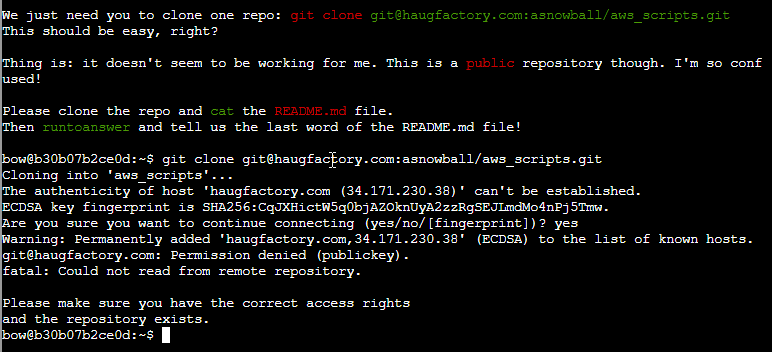 We just need you to clone one repo: git clone git@haugfactory.com:asnowball/aws_scripts.git
This should be easy, right?
Thing is: it doesn't seem to be working for me. This is a public repository though. I'm so conf
used!
Please clone the repo and cat the README.md file.
Then runtoanswer and tell us the last word of the README.md file!
bow@b30b07b2ce0d:~$ git clone git@haugfactory.com:asnowball/aws_scripts.git
Cloning into 'aws_scripts'...
The authenticity of host 'haugfactory.com (34.171.230.38)' can't be established.
ECDSA key fingerprint is SHA256:CqJXHictW5q0bjAZOknUyA2zzRgSEJLmdMo4nPj5Tmw.
Are you sure you want to continue connecting (yes/no/[fingerprint])? yes
Warning: Permanently added 'haugfactory.com,34.171.230.38' (ECDSA) to the list of known hosts.
git@haugfactory.com: Permission denied (publickey).
fatal: Could not read from remote repository.
Please make sure you have the correct access rights
and the repository exists.
bow@b30b07b2ce0d:~$